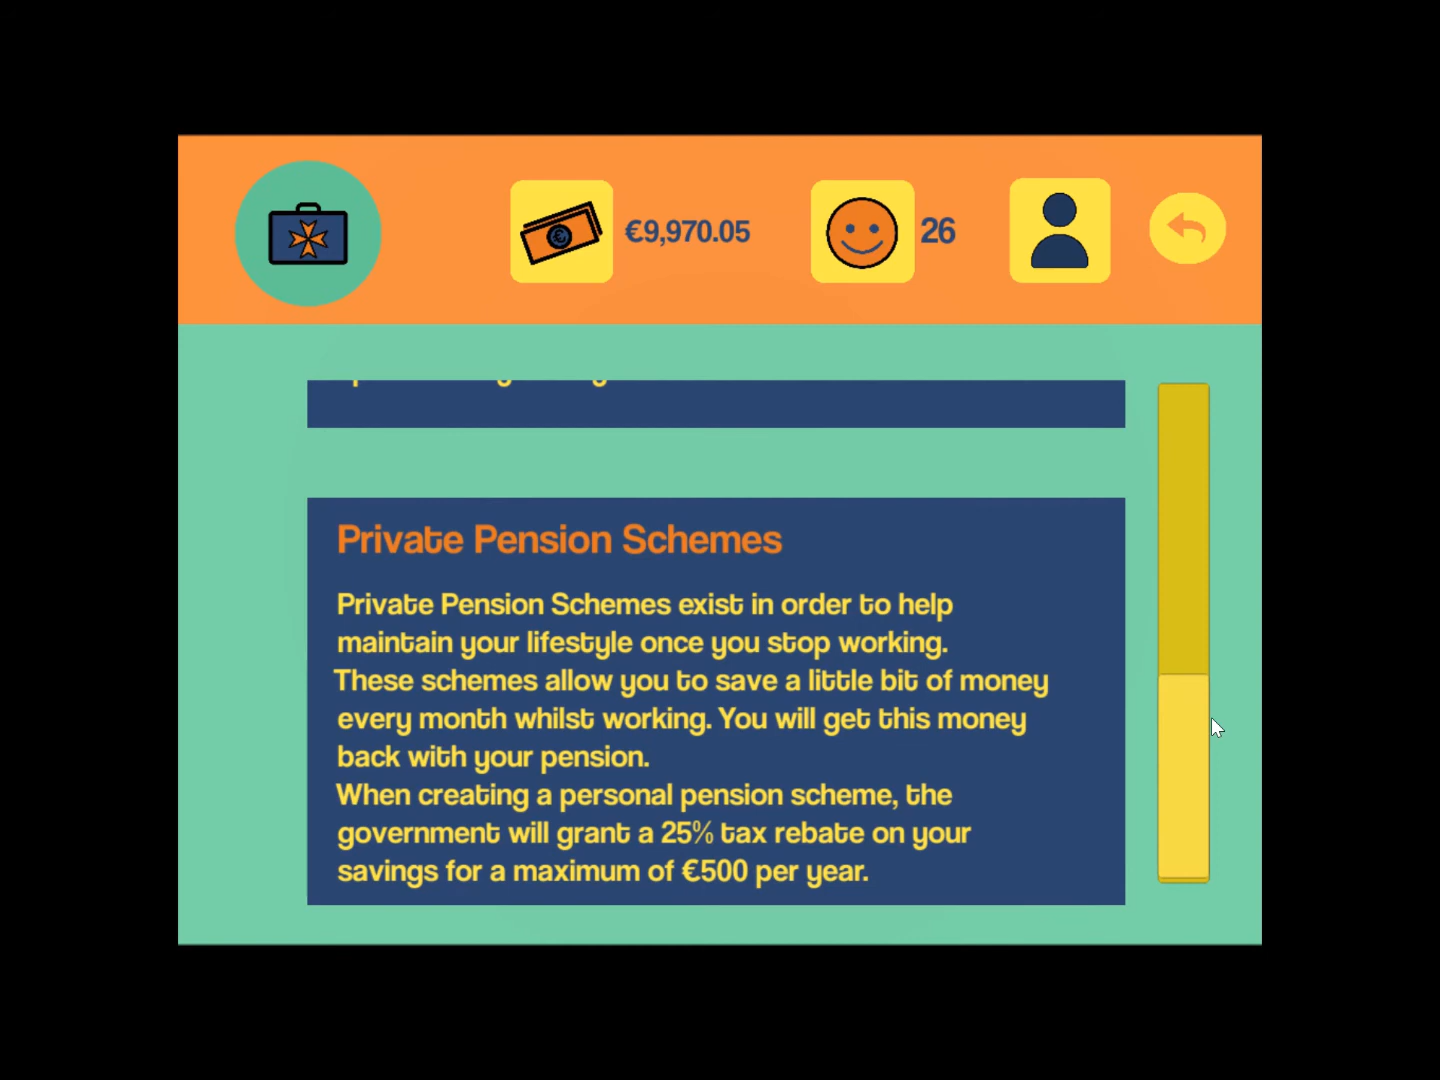 €9,970.05
26
Private Pension Schemes
Private Pension Schemes exist in order to help
maintain your lifestyle once you stop working.
These schemes allow you to save a little bit of money
every month whilst working. You will get this money
back with your pension.
When creating a personal pension scheme, the
government will grant a 25% tax rebate on your
savings for a maximum of €500 per year.